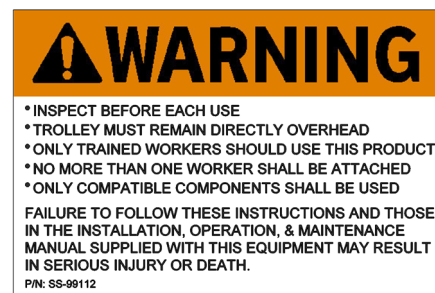 WARNING
• INSPECT BEFORE EACH USE
• TROLLEY MUST REMAIN DIRECTLY OVERHEAD
• ONLY TRAINED WORKERS SHOULD USE THIS PRODUCT
• NO MORE THAN ONE WORKER SHALL BE ATTACHED
• ONLY COMPATIBLE COMPONENTS SHALL BE USED
FAILURE TO FOLLOW THESE INSTRUCTIONS AND THOSE
IN THE INSTALLATION, OPERATION, & MAINTENANCE
MANUAL SUPPLIED WITH THIS EQUIPMENT MAY RESULT
IN SERIOUS INJURY OR DEATH.
P/N: SS-99112